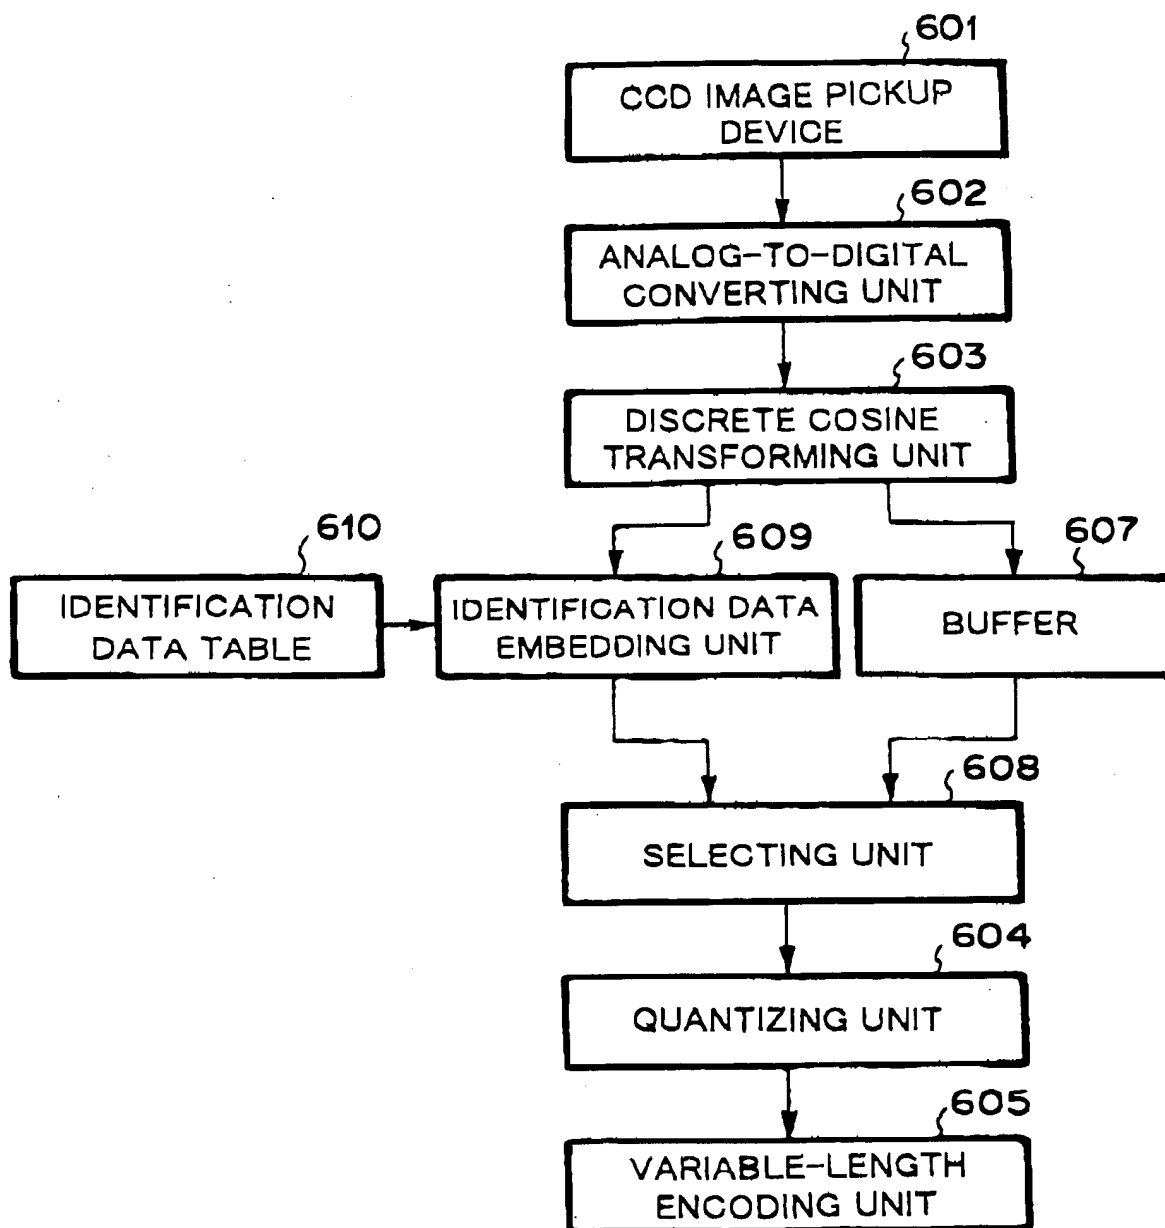 601
CCD IMAGE PICKUP
DEVICE
602
ANALOG-TO-DIGITAL
CONVERTING UNIT
603
DISCRETE COSINE
TRANSFORMING UNIT
610
IDENTIFICATION
DATA TABLE
609
IDENTIFICATION DATA
EMBEDDING UNIT
607
BUFFER
608
SELECTING UNIT
604
QUANTIZING UNIT
605
VARIABLE-LENGTH
ENCODING UNIT